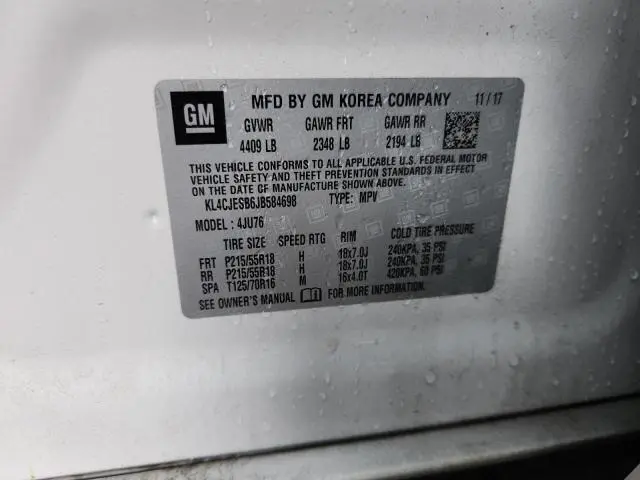 GM
MFD BY GM KOREA COMPANY 11/17
GVWR GAWR FRT GAWR RR
4409 LB 2348 LB 2194 LB
THIS VEHICLE CONFORMS TO ALL APPLICABLE U.S. FEDERAL MOTOR
VEHICLE SAFETY AND THEFT PREVENTION STANDARDS IN EFFECT ON THE
DATE OF MANUFACTURE SHOWN ABOVE.
KL4CJESB6JB584698 TYPE: MPV
MODEL : 4JU76
TIRE SIZE SPEED RTG RIM COLD TIRE PRESSURE
FRT P215/55R18 H 18x7.0J 240KPA, 35 PSI
RR P215/55R18 H 18x7.0J 240KPA, 35 PSI
SPA T125/70R16 M 16x4.0T 420KPA, 60 PSI
SEE OWNER'S MANUAL FOR MORE INFORMATION.